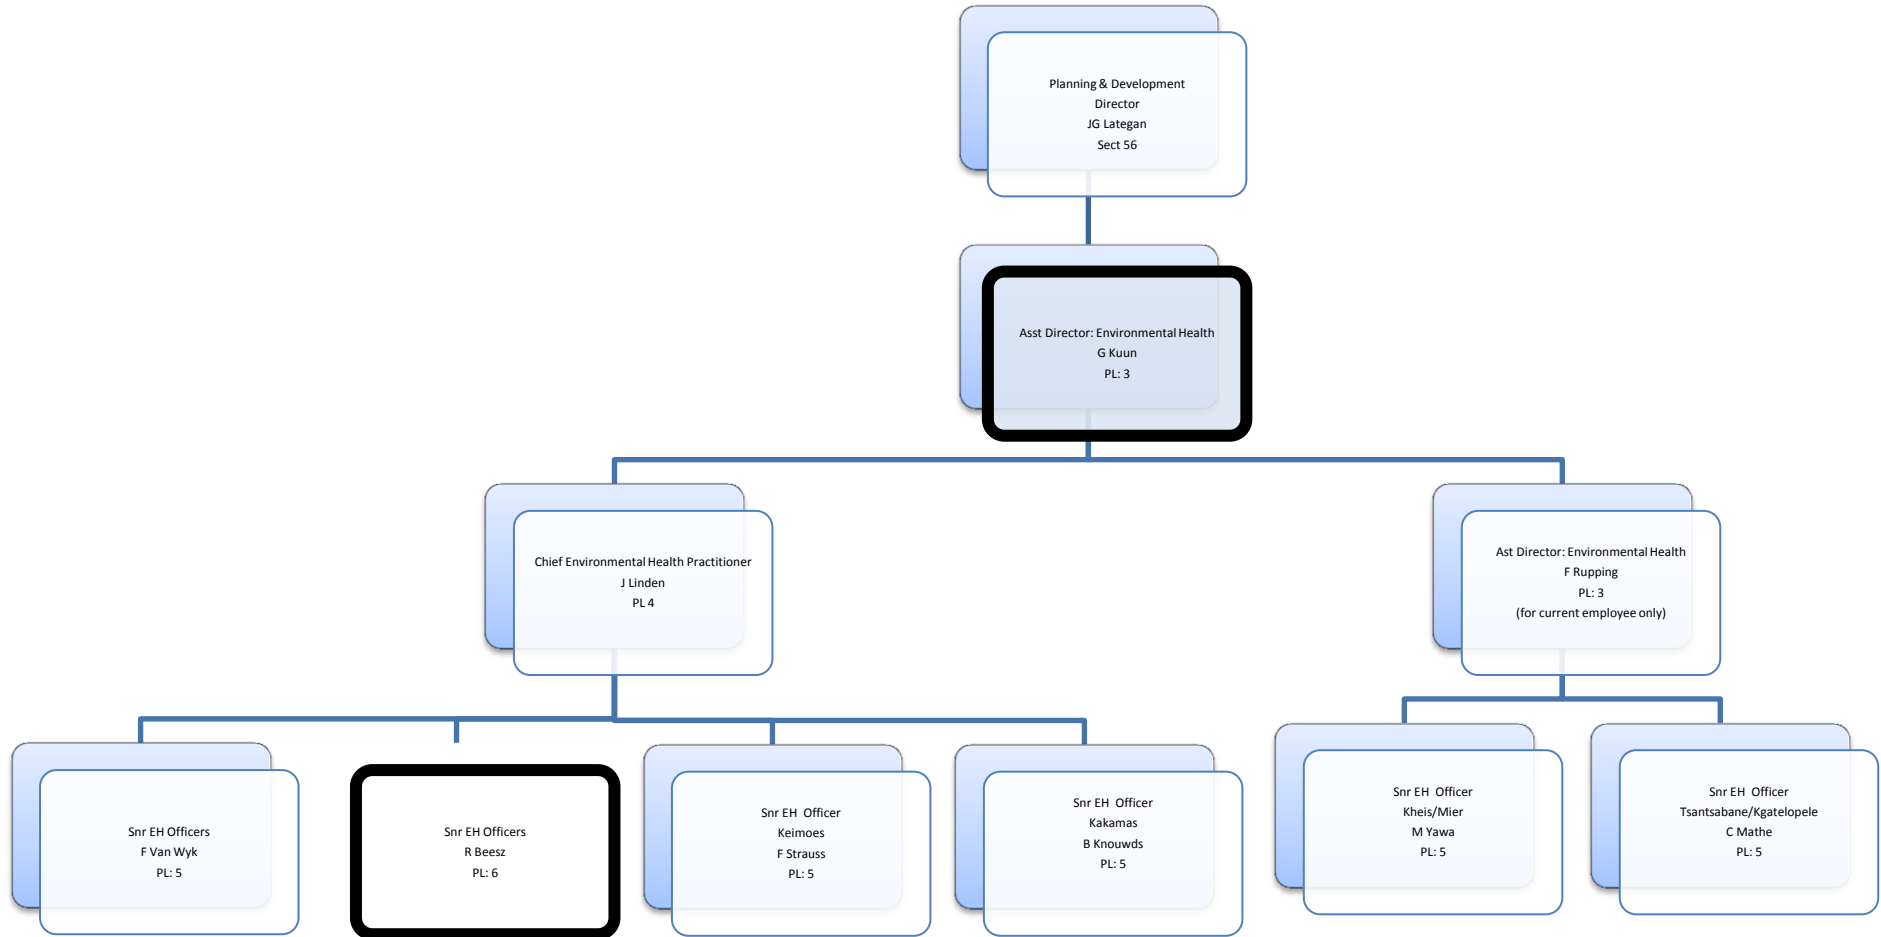 Planning & Development
Director
JG Lategan
Sect 56
Asst Director: Environmental Health
G Kuun
PL: 3
Chief Environmental Health Practitioner
J Linden
PL 4
Ast Director: Environmental Health
F Rupping
PL: 3
(for current employee only)
Snr EH Officers
F Van Wyk
PL: 5
Snr EH Officers
R Beesz
PL: 6
Snr EH Officer
Keimoes
F Strauss
PL: 5
Snr EH Officer
Kakamas
B Knouwds
PL: 5
Snr EH Officer
Kheis/Mier
M Yawa
PL: 5
Snr EH Officer
Tsantsabane/Kgatelopele
C Mathe
PL: 5